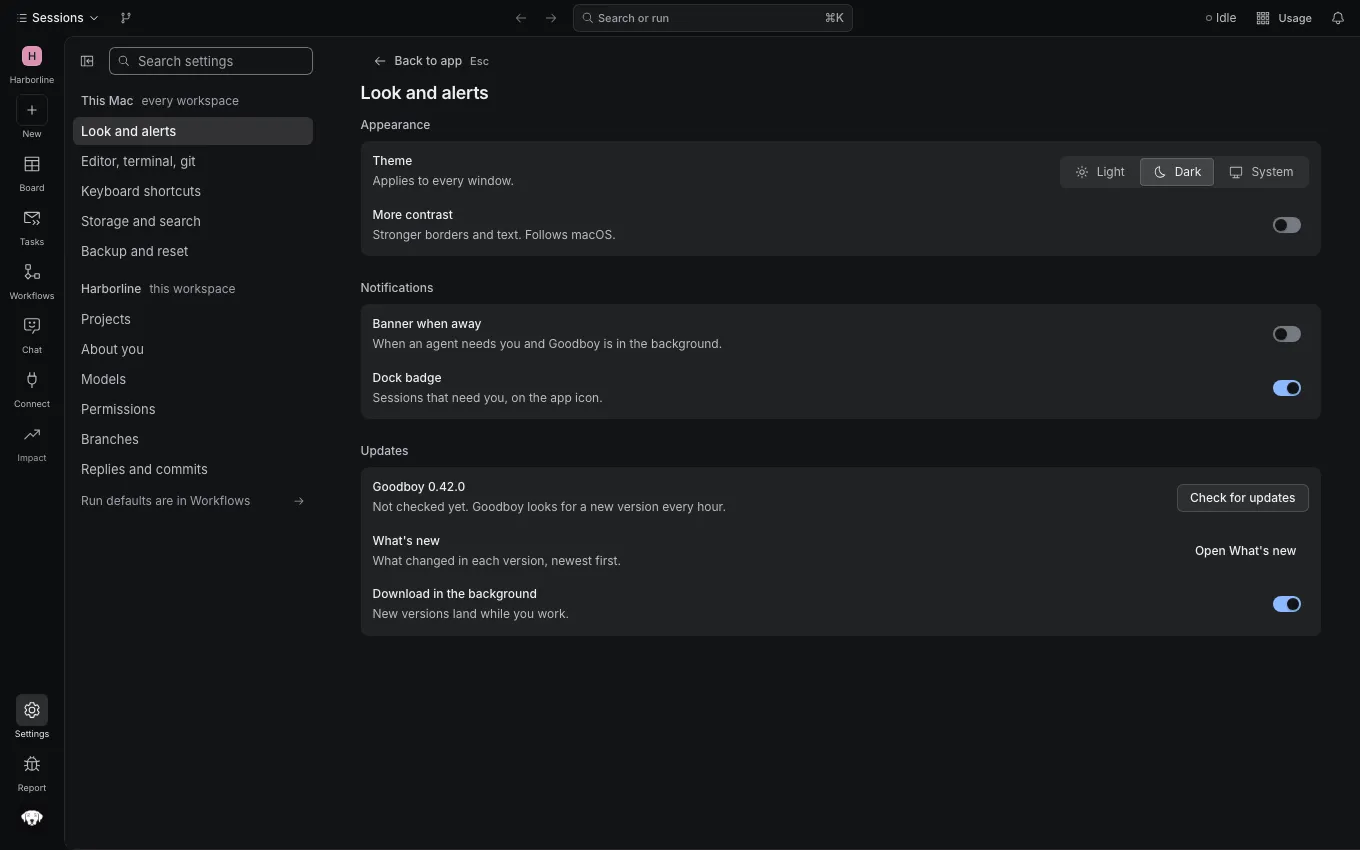 Sessions
Search or run ⌘K
Idle
Usage
H
Harborline
New
Board
Tasks
Workflows
Chat
Connect
Impact
Settings
Report
Search settings
This Mac every workspace
Look and alerts
Editor, terminal, git
Keyboard shortcuts
Storage and search
Backup and reset
Harborline this workspace
Projects
About you
Models
Permissions
Branches
Replies and commits
Run defaults are in Workflows
Back to app Esc
Look and alerts
Appearance
Theme
Applies to every window.
Light Dark System
More contrast
Stronger borders and text. Follows macOS.
Notifications
Banner when away
When an agent needs you and Goodboy is in the background.
Dock badge
Sessions that need you, on the app icon.
Updates
Goodboy 0.42.0
Not checked yet. Goodboy looks for a new version every hour.
Check for updates
What's new
What changed in each version, newest first.
Open What's new
Download in the background
New versions land while you work.